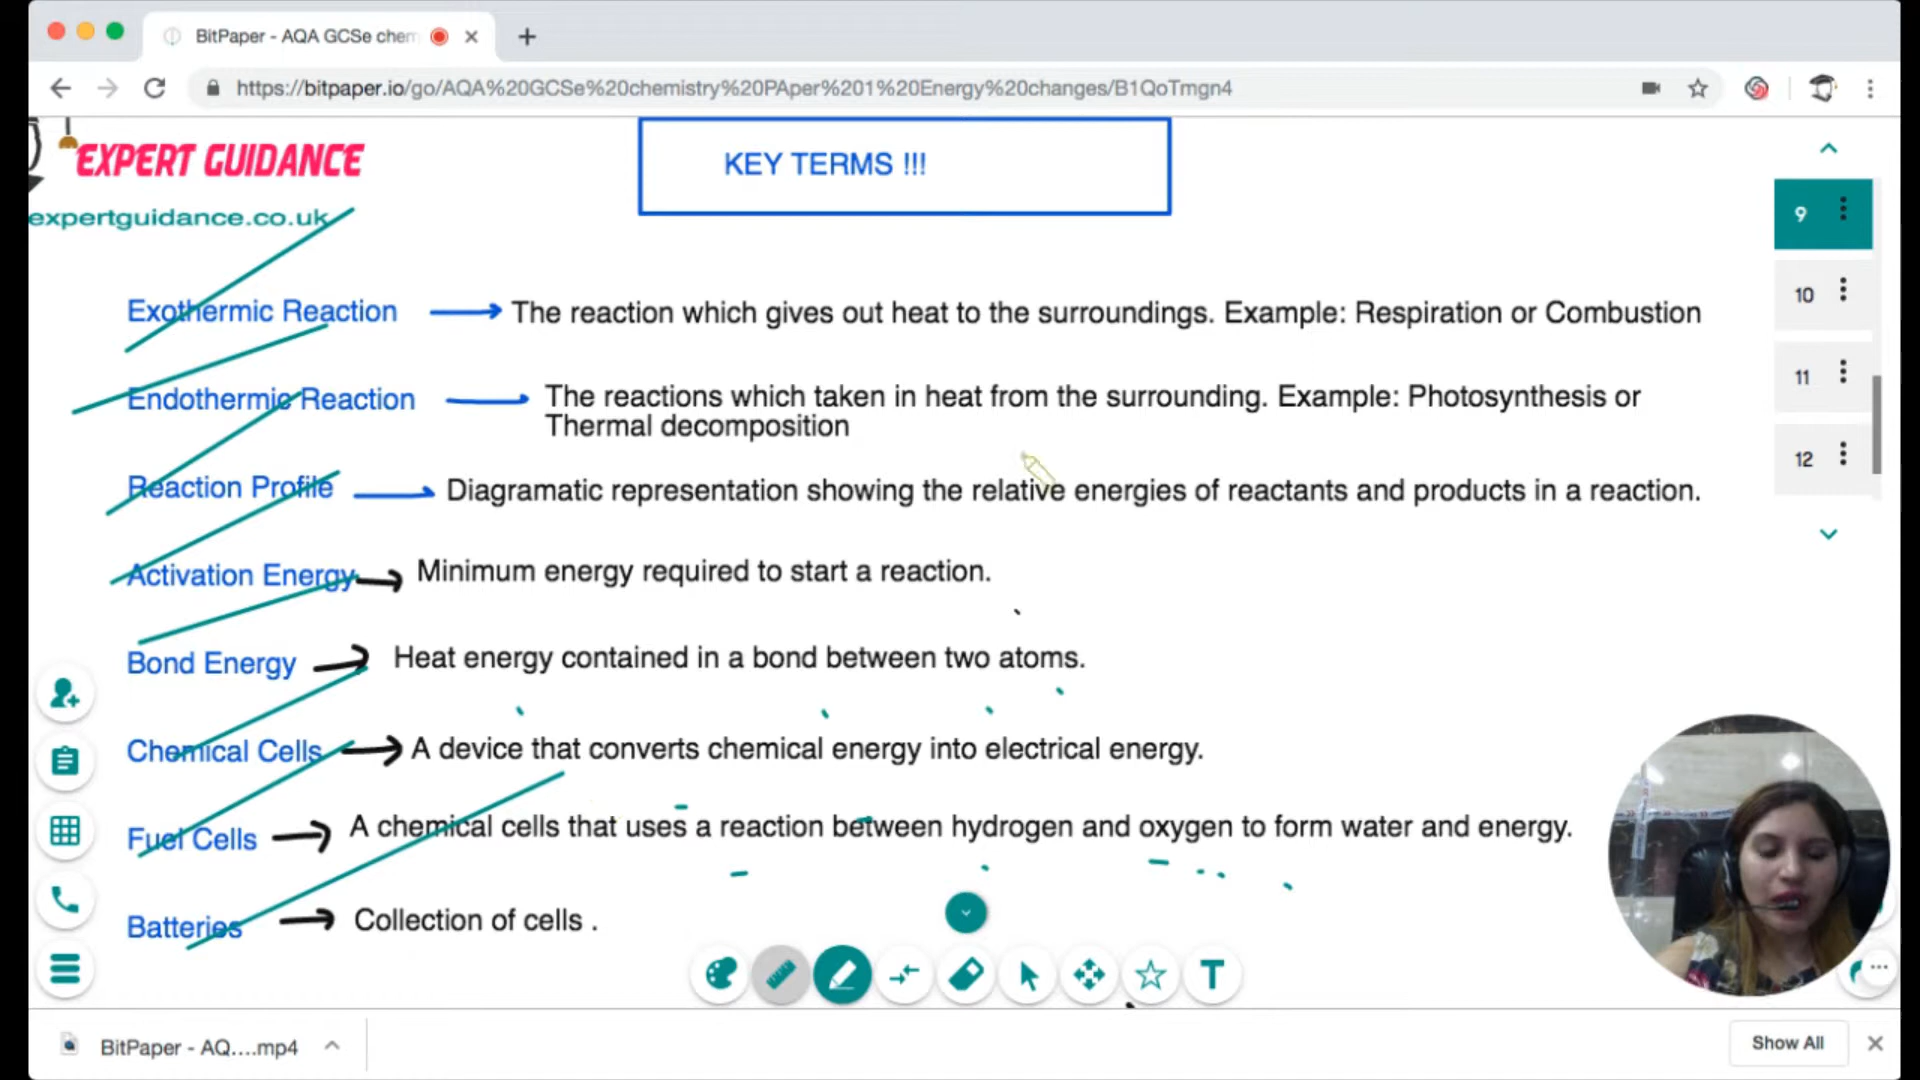 BitPaper - AQA GCSe chem
https://bitpaper.io/go/AQA%20GCSe%20chemistry%20PAper%201%20Energy%20changes/B1QoTmgn4
EXPERT GUIDANCE
expertguidance.co.uk
KEY TERMS !!!
9
10
11
12
Exothermic Reaction The reaction which gives out heat to the surroundings. Example: Respiration or Combustion
Endothermic Reaction The reactions which taken in heat from the surrounding. Example: Photosynthesis or
Thermal decomposition
Reaction Profile Diagramatic representation showing the relative energies of reactants and products in a reaction.
Activation Energy Minimum energy required to start a reaction.
Bond Energy Heat energy contained in a bond between two atoms.
Chemical Cells A device that converts chemical energy into electrical energy.
Fuel Cells A chemical cells that uses a reaction between hydrogen and oxygen to form water and energy.
Batteries Collection of cells .
T
BitPaper - AQ....mp4
Show All